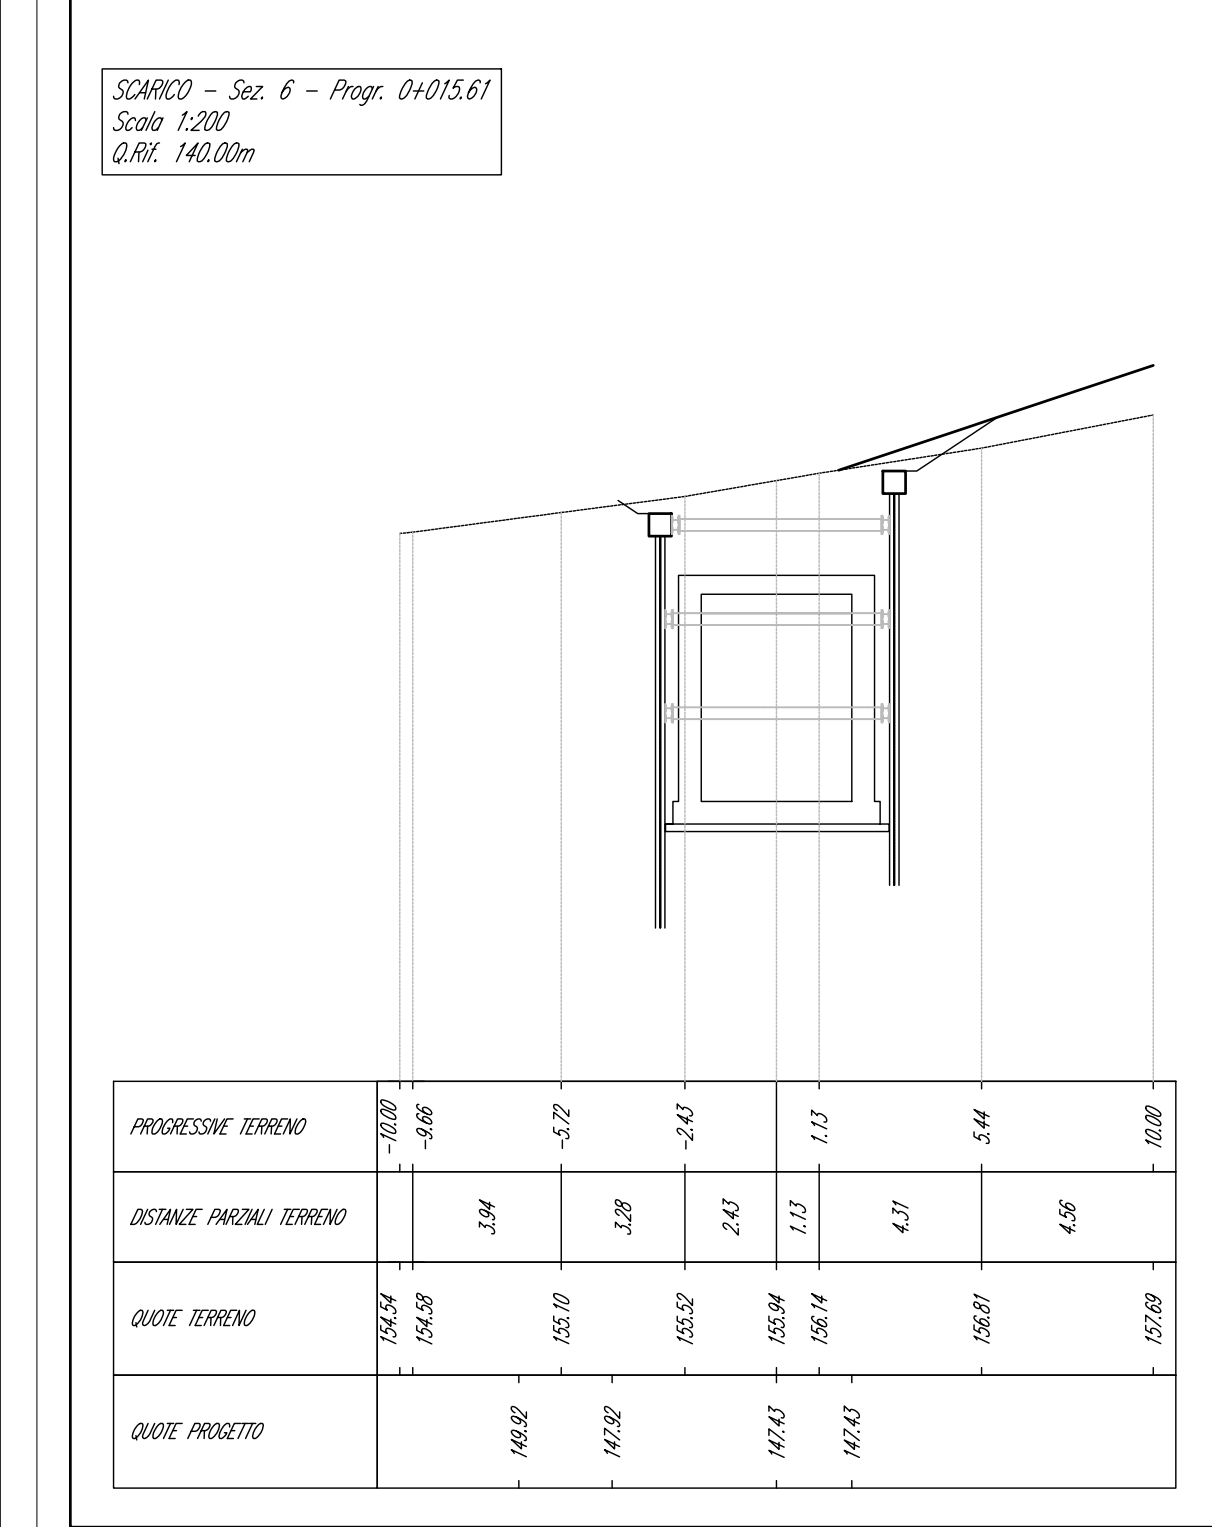 SCARICO – Sez. 6 – Progr. 0+015.61
Scala 1:200
Q.Rif. 140.00m
PROGRESSIVE TERRENO -10.00 -9.66 -5.72 -2.43 1.13 5.44 10.00
DISTANZE PARZIALI TERRENO 3.94 3.28 2.43 1.13 4.31 4.56
QUOTE TERRENO 154.54 154.58 155.10 155.52 155.94 156.14 156.81 157.69
QUOTE PROGETTO 149.92 147.92 147.43 147.43